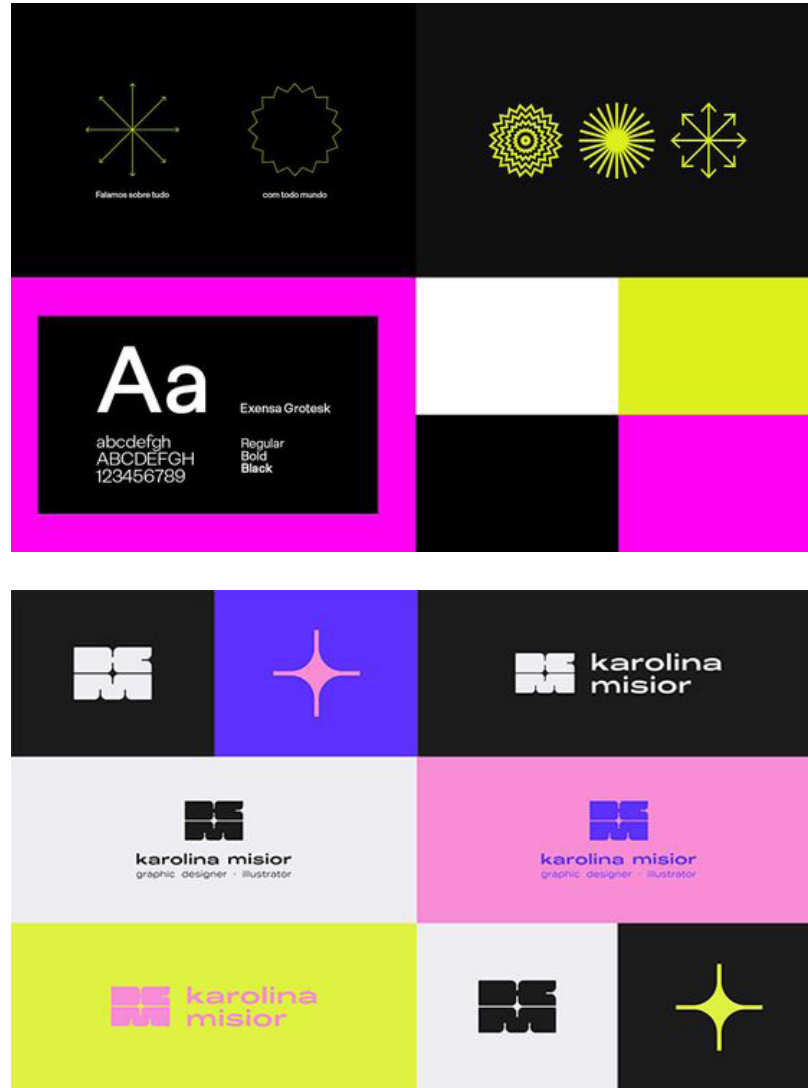 Falamos sobre tudo
com todo mundo
Aa
Exensa Grotesk
abcdefgh
ABCDEFGH
123456789
Regular
Bold
Black
karolina
misior
karolina misior
graphic designer · illustrator
karolina misior
graphic designer · illustrator
karolina
misior